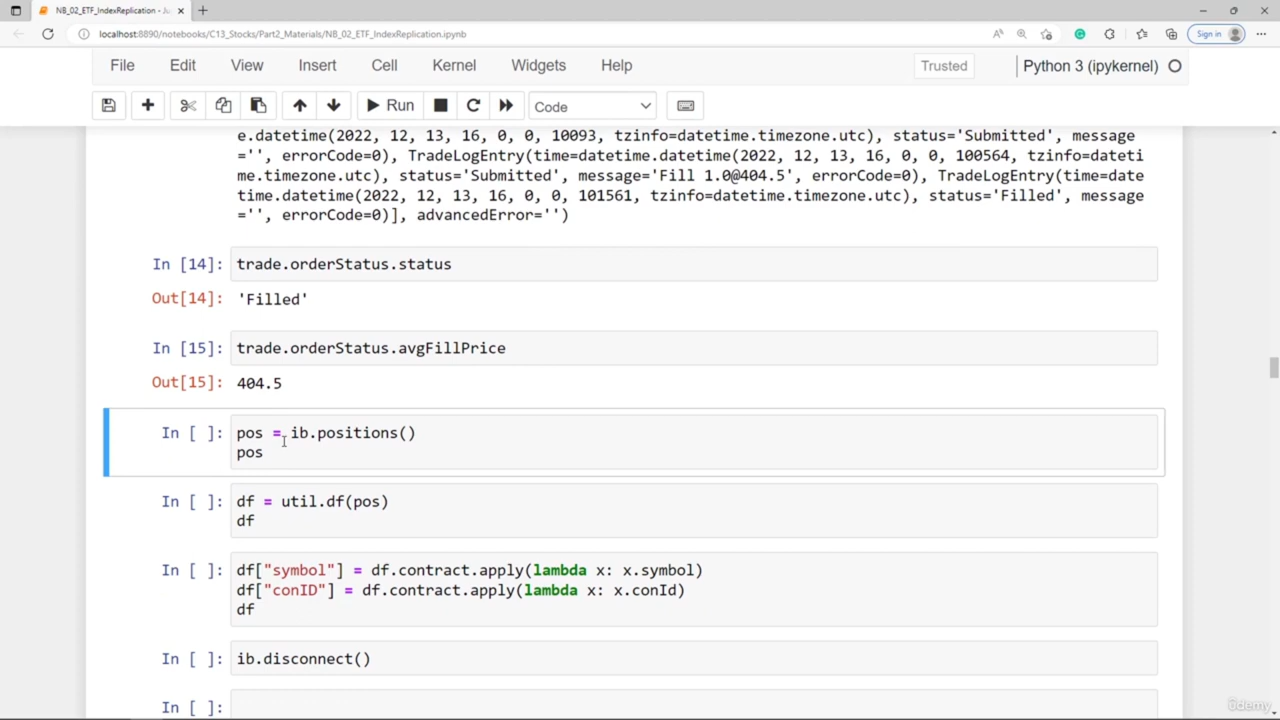 NB_02_ETF_IndexReplication - Ju
localhost:8890/notebooks/C13_Stocks/Part2_Materials/NB_02_ETF_IndexReplication.ipynb
Sign in
File Edit View Insert Cell Kernel Widgets Help
Trusted
Python 3 (ipykernel)
Run
Code
e.datetime(2022, 12, 13, 16, 0, 0, 10093, tzinfo=datetime.timezone.utc), status='Submitted', message
='', errorCode=0), TradeLogEntry(time=datetime.datetime(2022, 12, 13, 16, 0, 0, 100564, tzinfo=dateti
me.timezone.utc), status='Submitted', message='Fill 1.0@404.5', errorCode=0), TradeLogEntry(time=date
time.datetime(2022, 12, 13, 16, 0, 0, 101561, tzinfo=datetime.timezone.utc), status='Filled', message
='', errorCode=0)], advancedError='')
In [14]: trade.orderStatus.status
Out[14]: 'Filled'
In [15]: trade.orderStatus.avgFillPrice
Out[15]: 404.5
In [ ]: pos = ib.positions()
pos
In [ ]: df = util.df(pos)
df
In [ ]: df["symbol"] = df.contract.apply(lambda x: x.symbol)
df["conID"] = df.contract.apply(lambda x: x.conId)
df
In [ ]: ib.disconnect()
In [ ]:
ûdemy